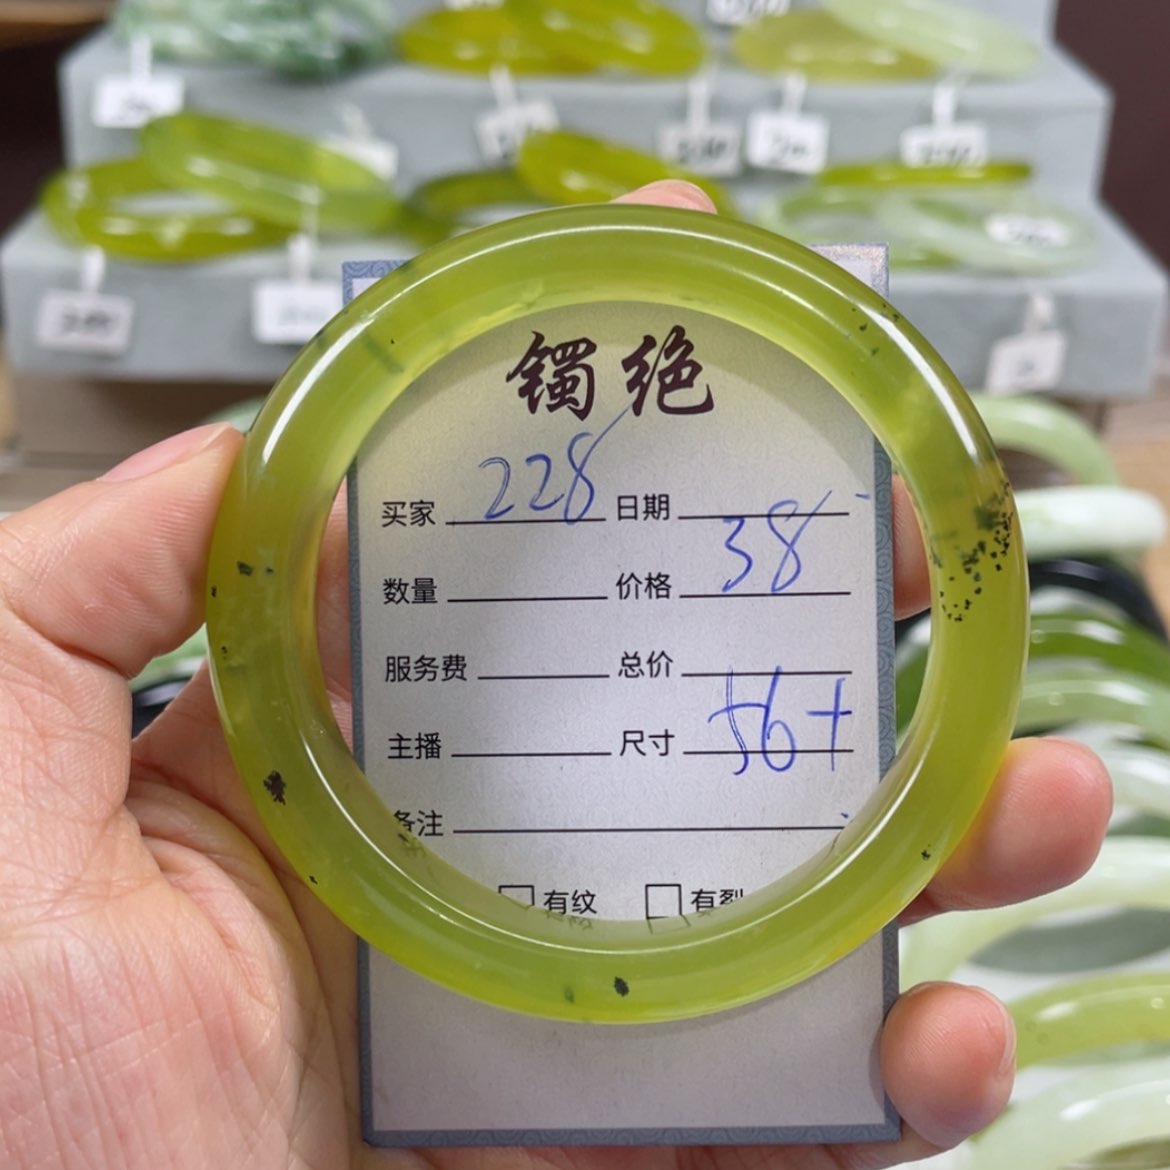 镯绝
买家 228 日期
数量 价格 38
服务费 总价
主播 尺寸 56+
备注
有纹 有裂